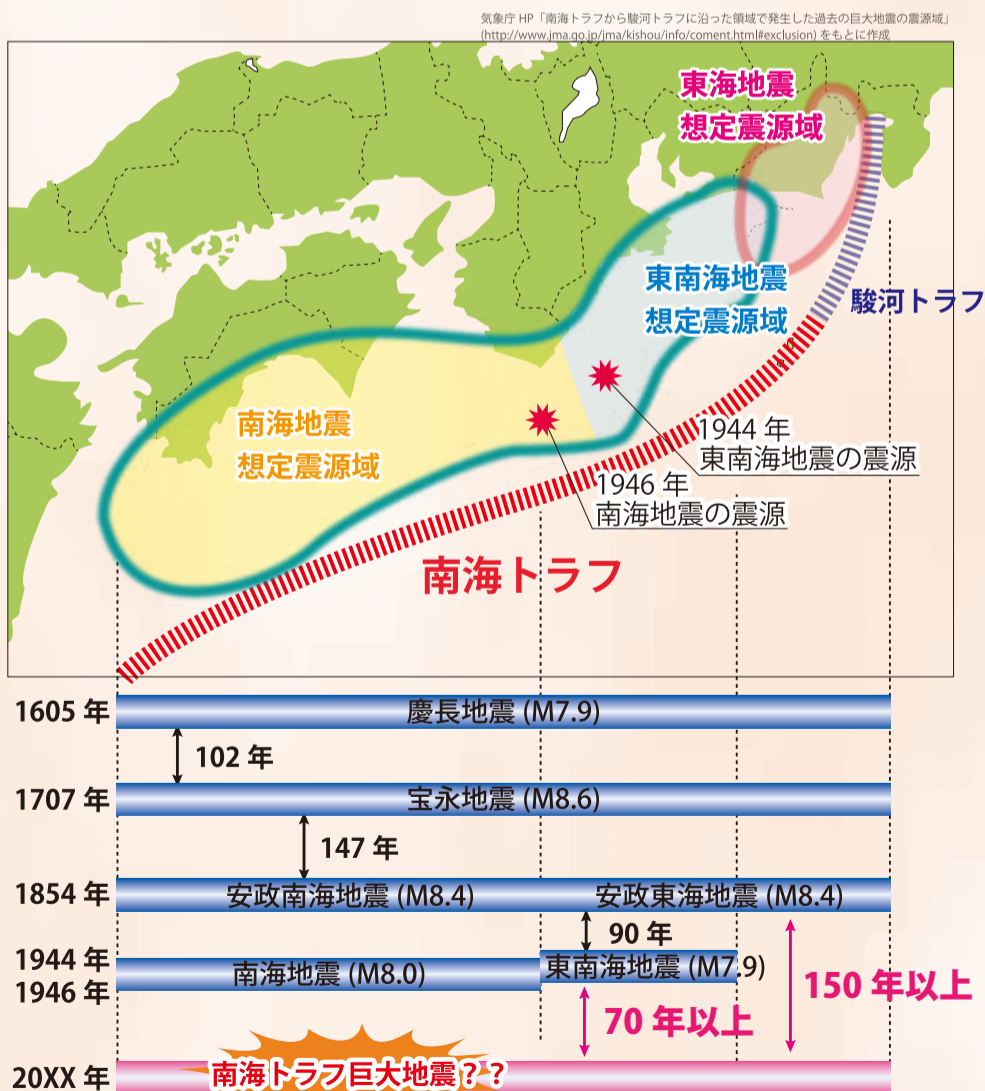 気象庁 HP「南海トラフから駿河トラフに沿った領域で発生した過去の巨大地震の震源域」
(http://www.jma.go.jp/jma/kishou/info/coment.html#exclusion) をもとに作成
東海地震
想定震源域
東南海地震
想定震源域
駿河トラフ
南海地震
想定震源域
1944 年
東南海地震の震源
1946 年
南海地震の震源
南海トラフ
1605 年
慶長地震 (M7.9)
102 年
1707 年
宝永地震 (M8.6)
147 年
1854 年
安政南海地震 (M8.4)
安政東海地震 (M8.4)
90 年
1944 年
1946 年
南海地震 (M8.0)
東南海地震 (M7.9)
150 年以上
70 年以上
20XX 年
南海トラフ巨大地震？？